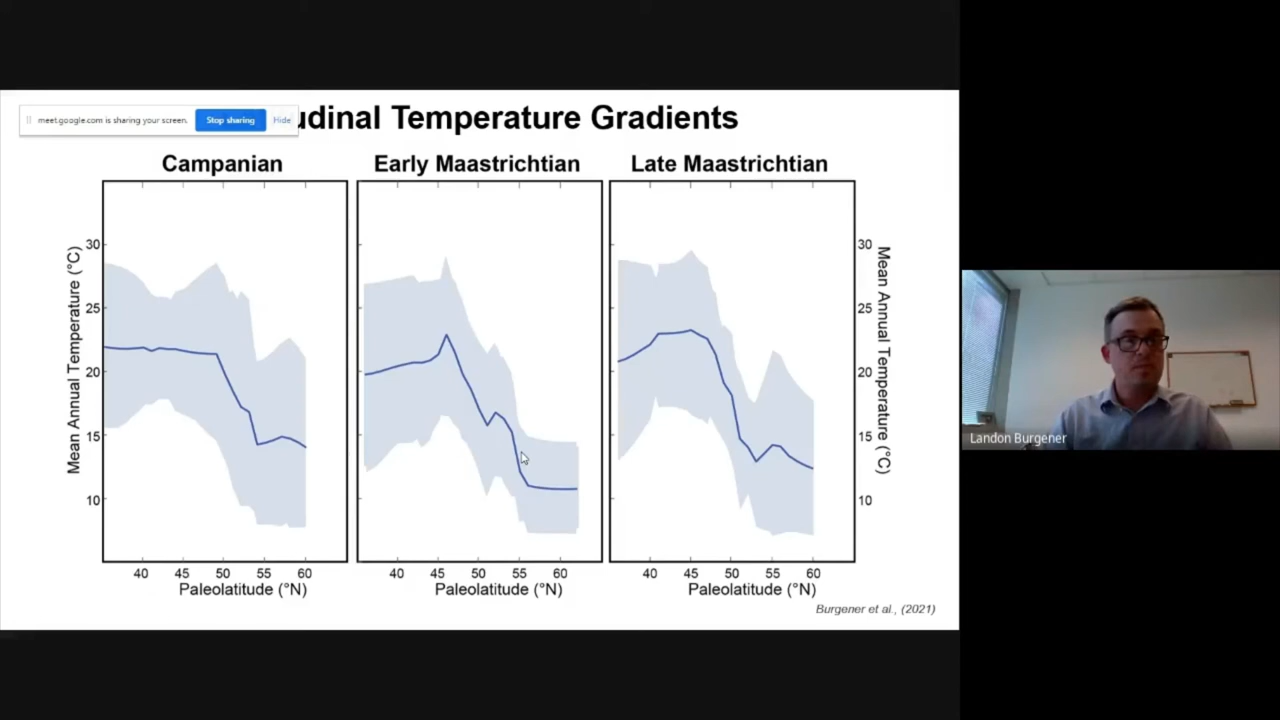 meet.google.com is sharing your screen. Stop sharing Hide
udinal Temperature Gradients
Campanian Early Maastrichtian Late Maastrichtian
Mean Annual Temperature (°C)
30
25
20
15
10
40 45 50 55 60
Paleolatitude (°N)
40 45 50 55 60
Paleolatitude (°N)
40 45 50 55 60
Paleolatitude (°N)
30
25
20
15
10
Mean Annual Temperature (°C)
Burgener et al., (2021)
Landon Burgener